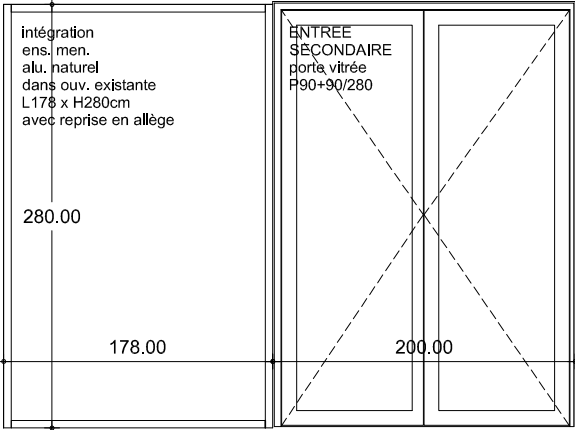 intégration
ens. men.
alu. naturel
dans ouv. existante
L178 x H280cm
avec reprise en allège
ENTREE
SECONDAIRE
porte vitrée
P90+90/280
280.00
178.00
200.00